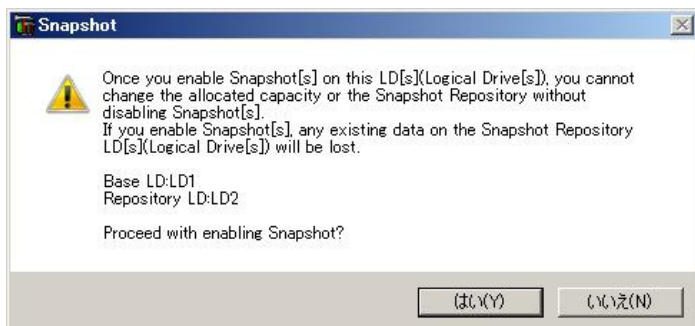 Snapshot
Once you enable Snapshot[s] on this LD[s](Logical Drive[s]), you cannot
change the allocated capacity or the Snapshot Repository without
disabling Snapshot[s].
If you enable Snapshot[s], any existing data on the Snapshot Repository
LD[s](Logical Drive[s]) will be lost.
Base LD:LD1
Repository LD:LD2
Proceed with enabling Snapshot?
はい(Y) いいえ(N)